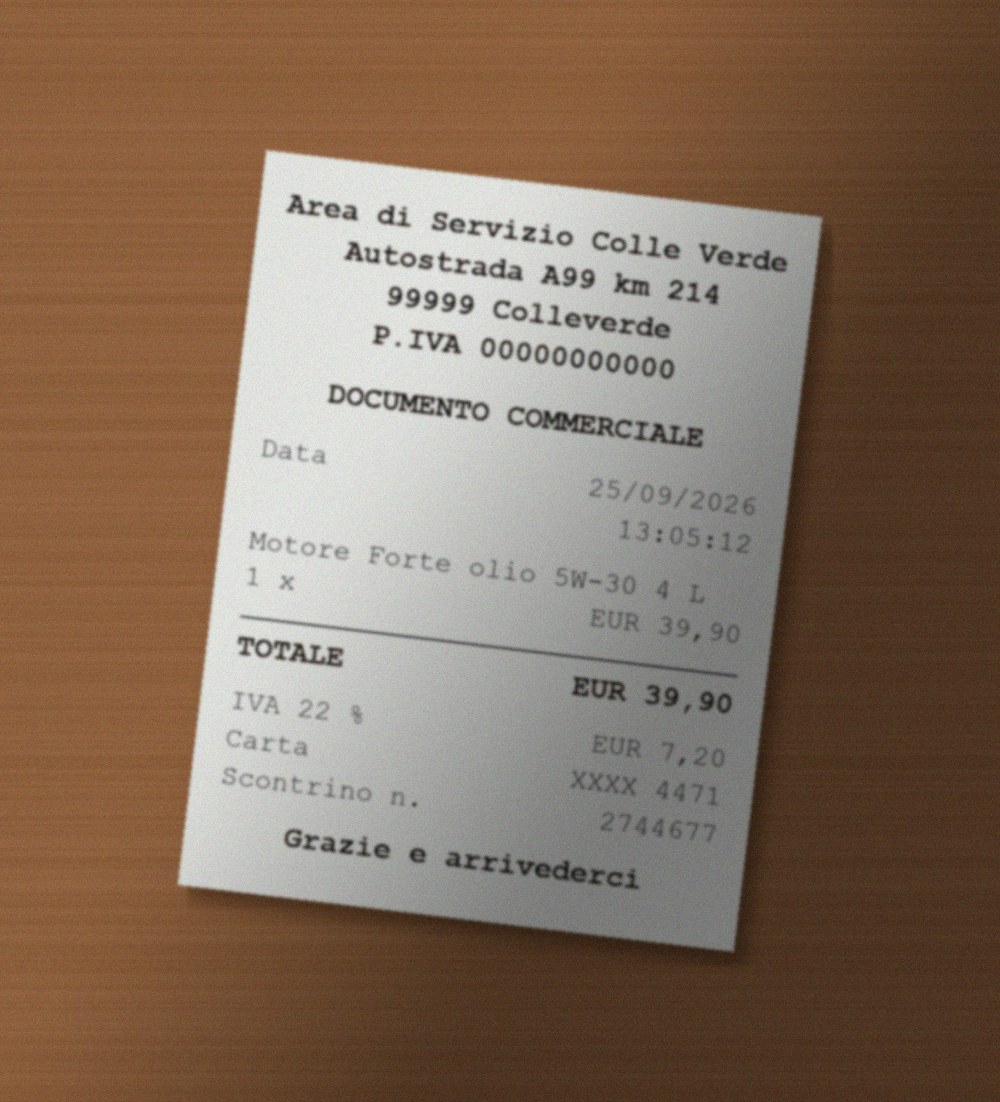 Area di Servizio Colle Verde
Autostrada A99 km 214
99999 Colleverde
P.IVA 00000000000
DOCUMENTO COMMERCIALE
Data 25/09/2026
13:05:12
Motore Forte olio 5W-30 4 L
1 x EUR 39,90
TOTALE EUR 39,90
IVA 22 % EUR 7,20
Carta XXXX 4471
Scontrino n. 2744677
Grazie e arrivederci